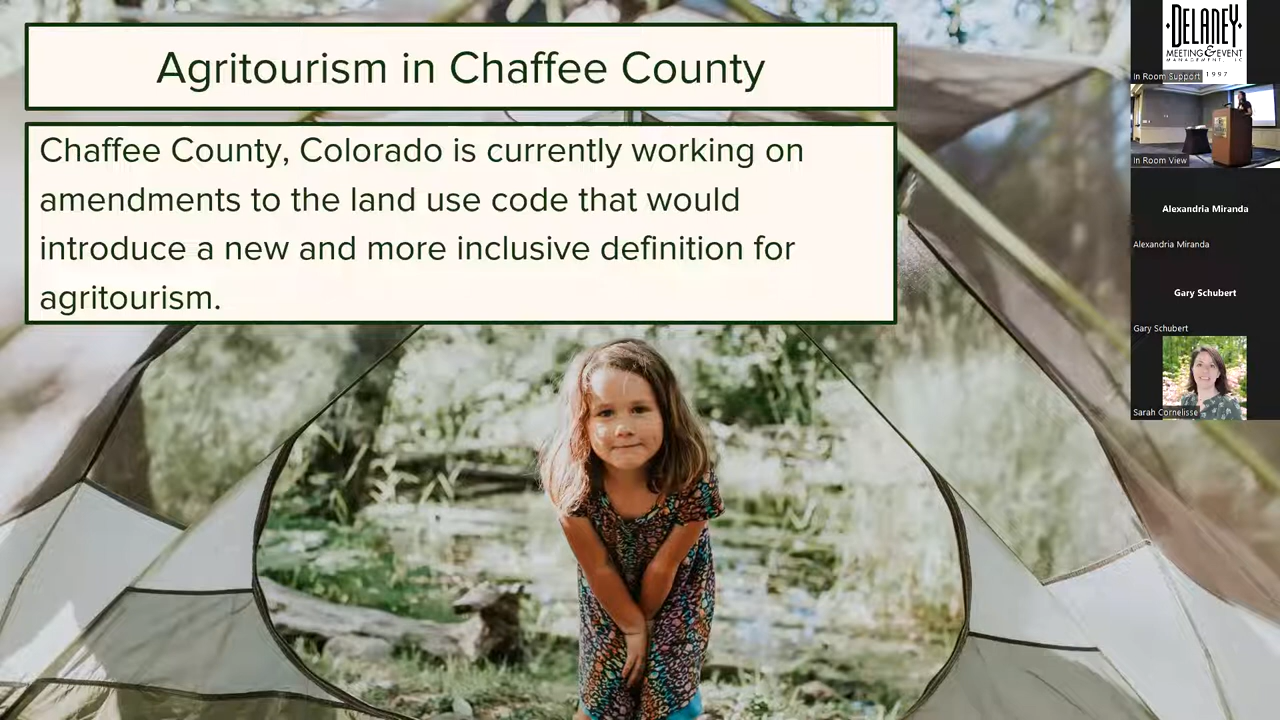 Agritourism in Chaffee County
Chaffee County, Colorado is currently working on
amendments to the land use code that would
introduce a new and more inclusive definition for
agritourism.
DELANEY
MEETING & EVENT
MANAGEMENT, LLC
1997
In Room Support
In Room View
Alexandria Miranda
Alexandria Miranda
Gary Schubert
Gary Schubert
Sarah Cornelisse